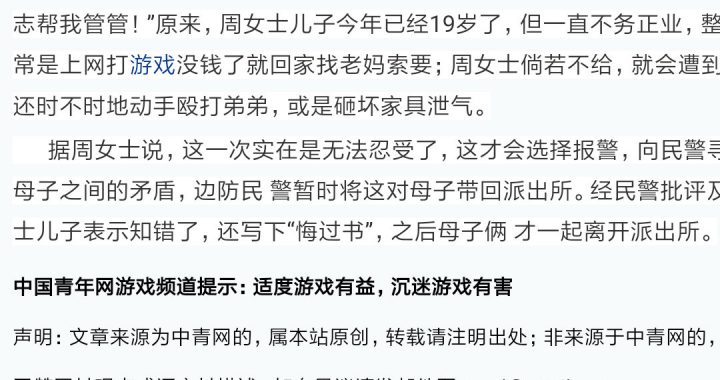 志帮我管管！”原来，周女士儿子今年已经19岁了，但一直不务正业，整
常是上网打游戏没钱了就回家找老妈索要；周女士倘若不给，就会遭到
还时不时地动手殴打弟弟，或是砸坏家具泄气。
据周女士说，这一次实在是无法忍受了，这才会选择报警，向民警寻
母子之间的矛盾，边防民 警暂时将这对母子带回派出所。经民警批评及
士儿子表示知错了，还写下“悔过书”，之后母子俩 才一起离开派出所。
中国青年网游戏频道提示：适度游戏有益，沉迷游戏有害
声明：文章来源为中青网的，属本站原创，转载请注明出处；非来源于中青网的，